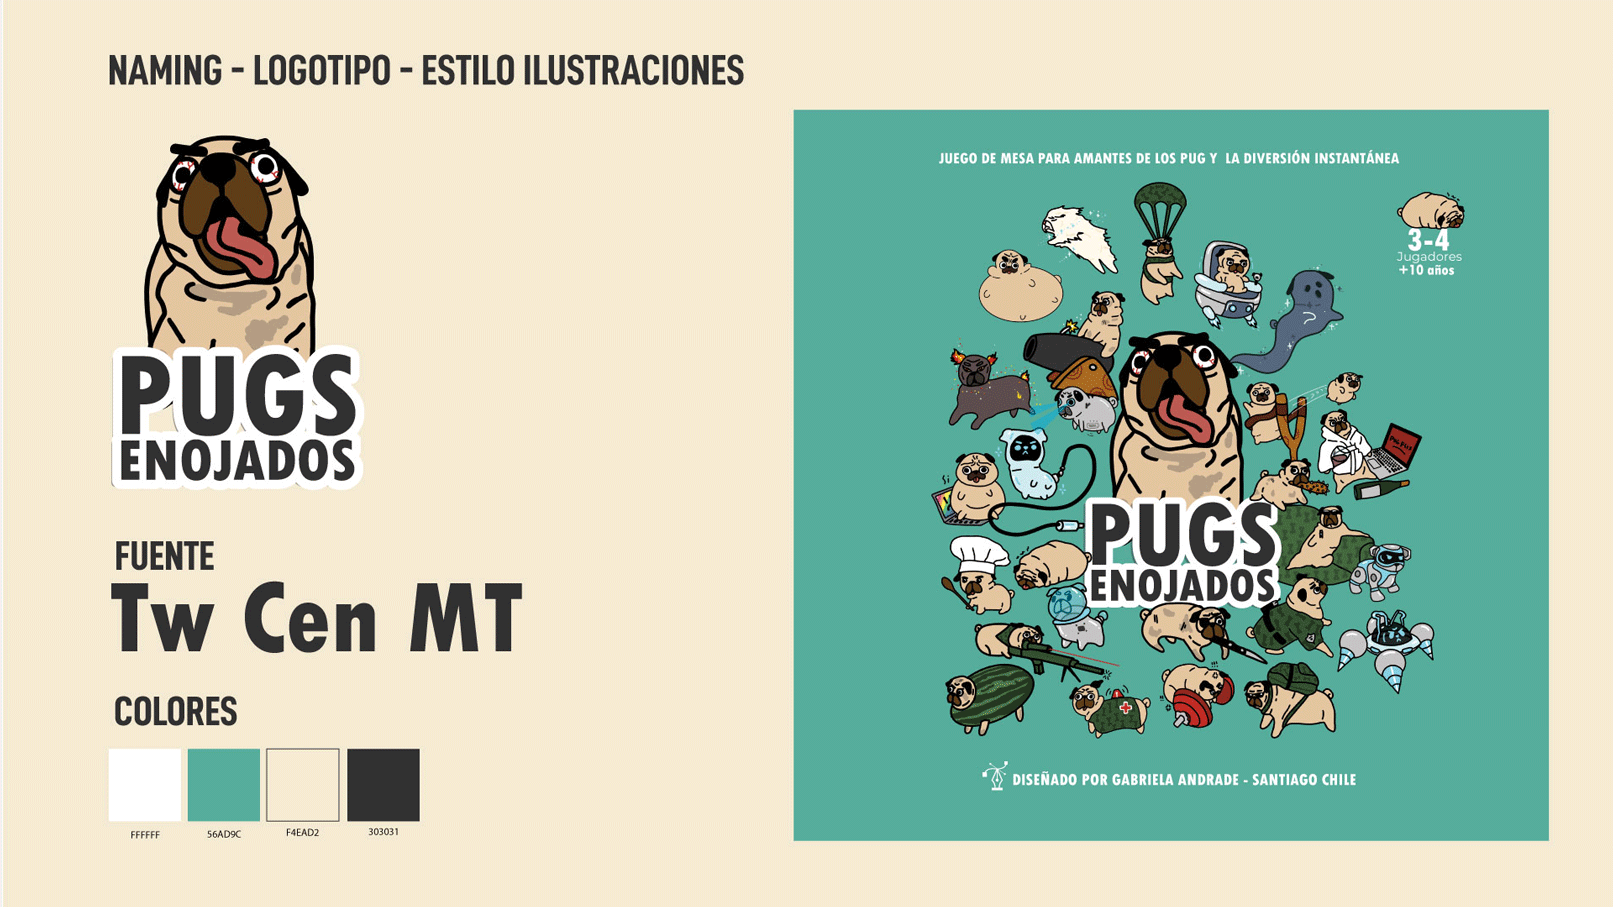 NAMING - LOGOTIPO - ESTILO ILUSTRACIONES
PUGS
ENOJADOS
FUENTE
Tw Cen MT
COLORES
FFFFFF
56AD9C
F4EAD2
303031
JUEGO DE MESA PARA AMANTES DE LOS PUG Y LA DIVERSIÓN INSTANTÁNEA
3-4
Jugadores
+10 años
PUGS
ENOJADOS
DISEÑADO POR GABRIELA ANDRADE - SANTIAGO CHILE